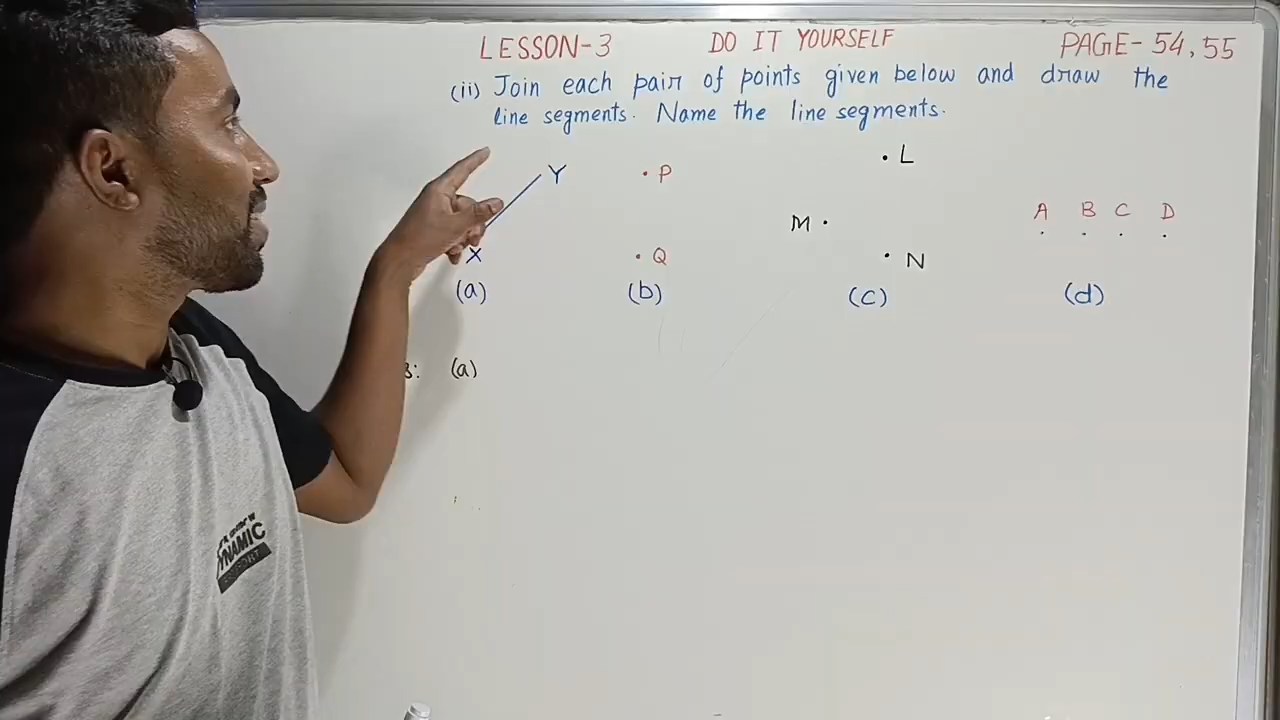 LESSON-3 DO IT YOURSELF PAGE-54,55
(ii) Join each pair of points given below and draw the
line segments. Name the line segments.
Y P L
M A B C D
X Q N
(a) (b) (c) (d)
(a)
DYNAMIC